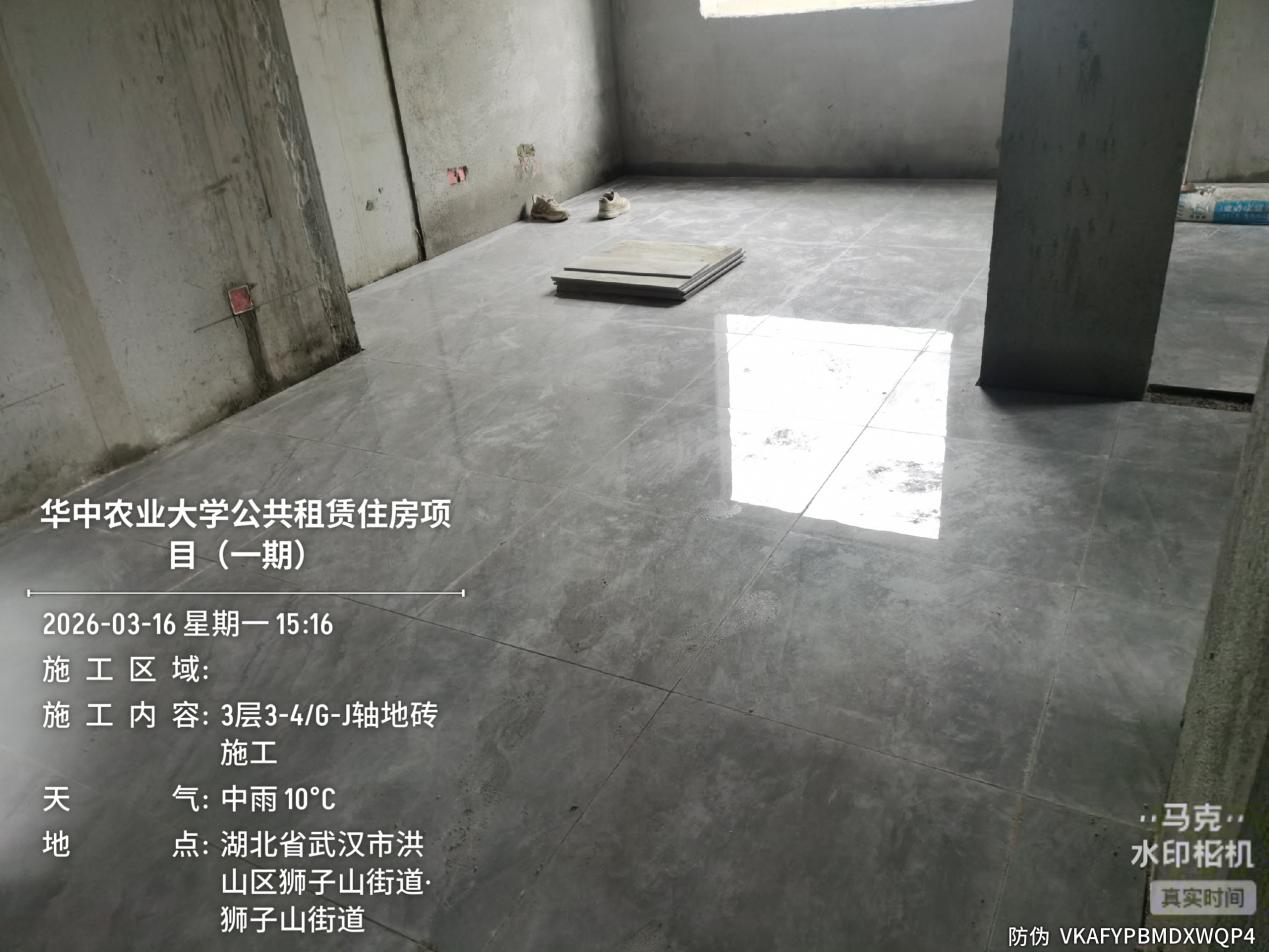 华中农业大学公共租赁住房项
目（一期）
2026-03-16 星期一 15:16
施工区域:
施工内容: 3层3-4/G-J轴地砖
施工
天气: 中雨 10°C
地点: 湖北省武汉市洪
山区狮子山街道·
狮子山街道
马克
水印相机
真实时间
防伪 VKAFYPBMDXWQP4